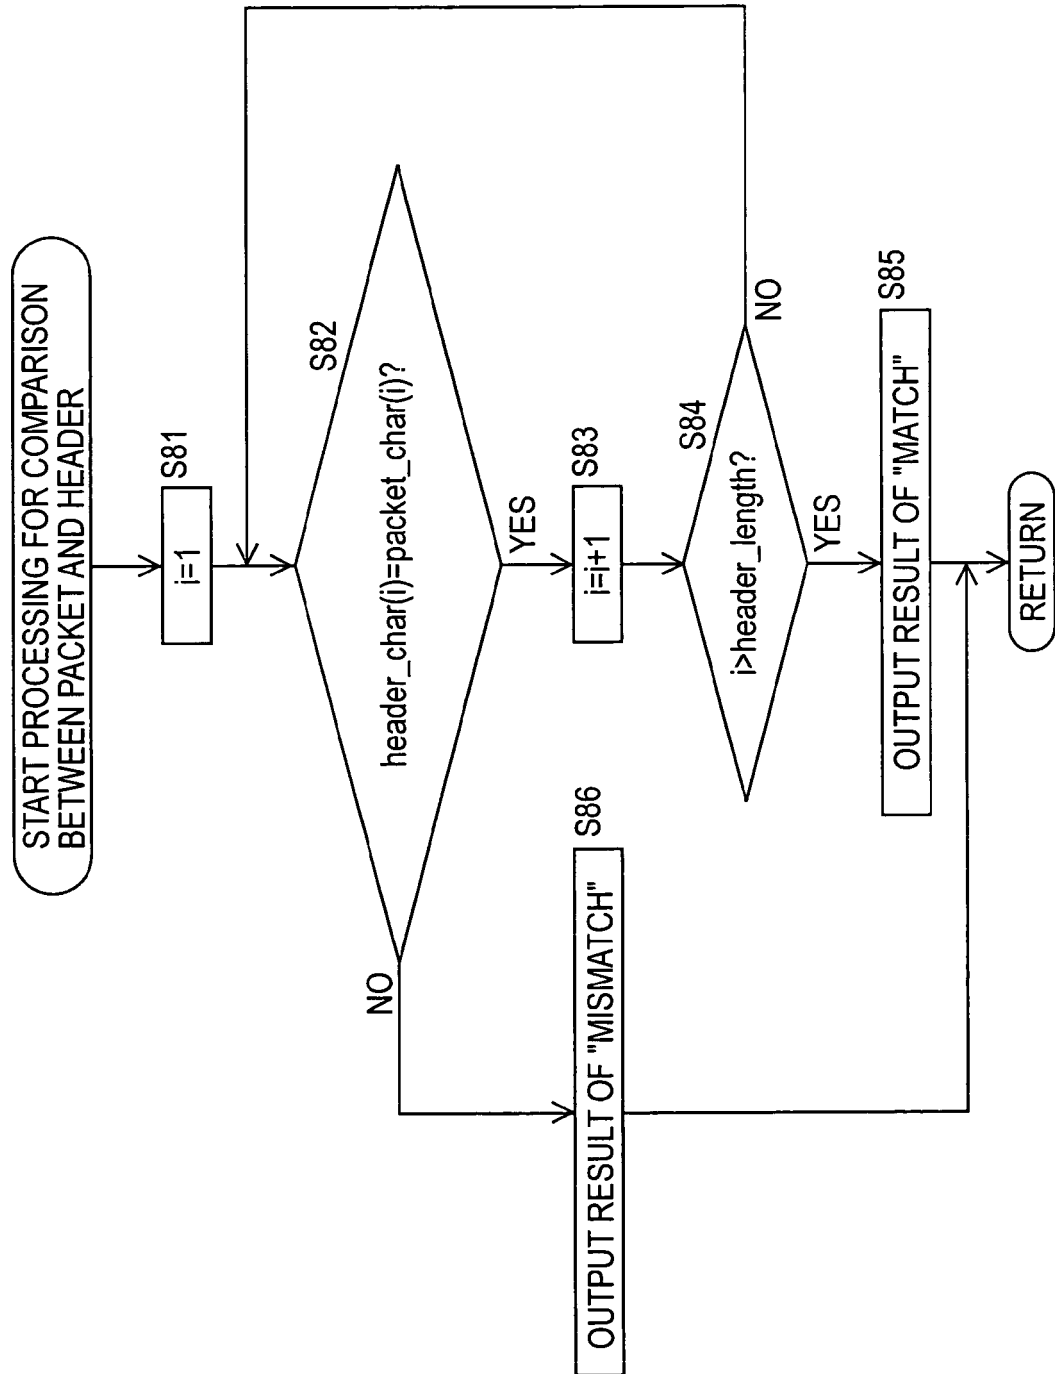 START PROCESSING FOR COMPARISON
BETWEEN PACKET AND HEADER
i=1
S81
S82
header_char(i)=packet_char(i)?
NO
YES
i=i+1
S83
OUTPUT RESULT OF "MISMATCH"
S86
S84
i>header_length?
NO
YES
OUTPUT RESULT OF "MATCH"
S85
RETURN